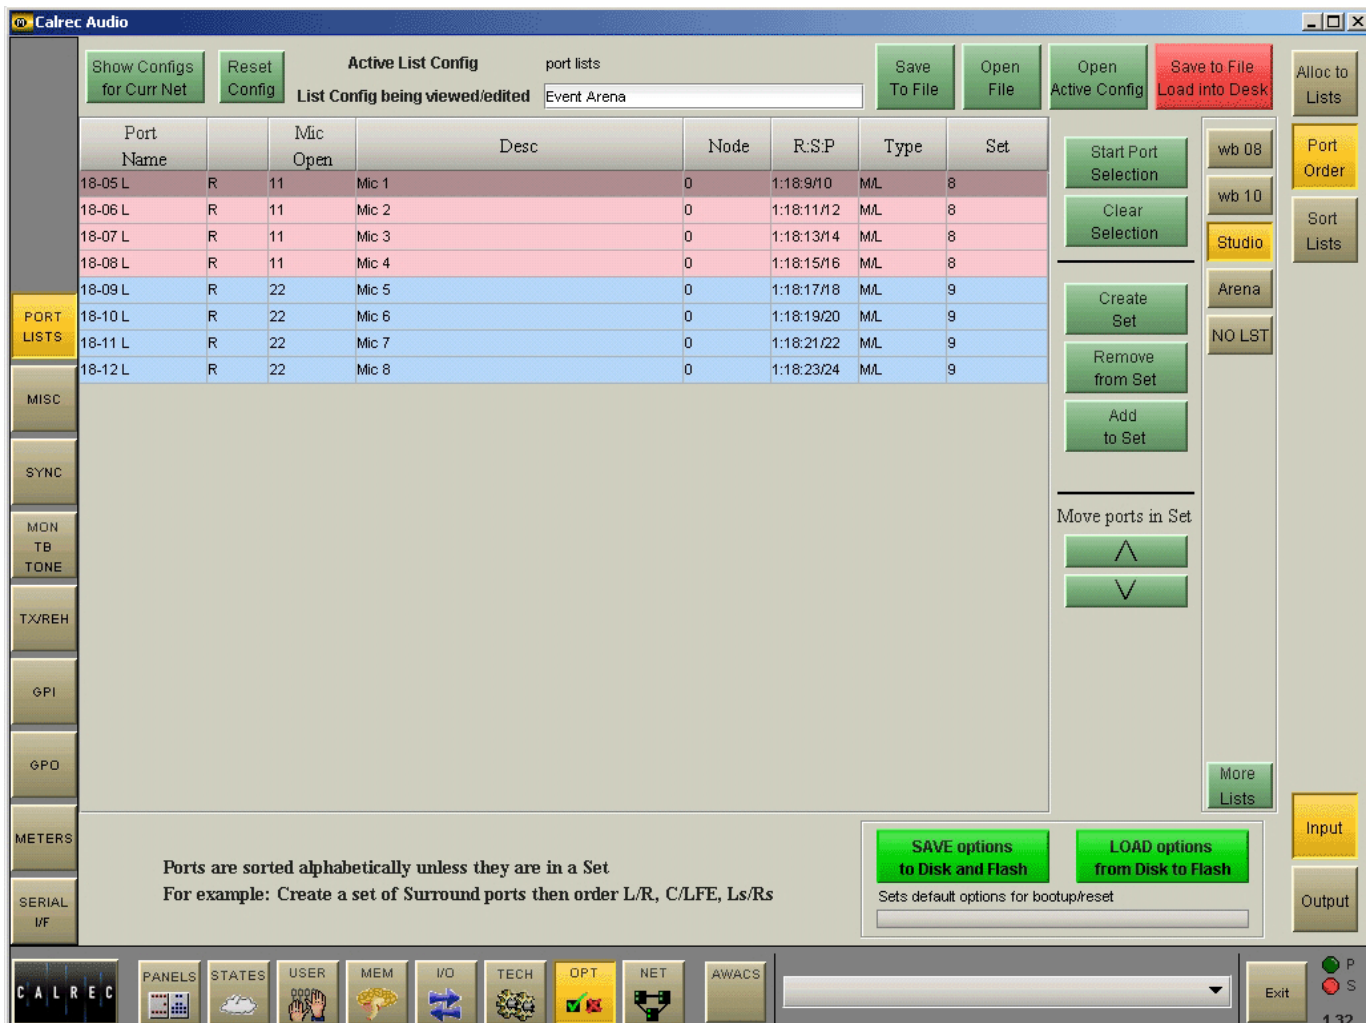 Calrec Audio
Show Configs
for Curr Net
Reset
Config
Active List Config
port lists
List Config being viewed/edited
Event Arena
Save
To File
Open
File
Open
Active Config
Save to File
Load into Desk
Alloc to
Lists
Port
Order
Sort
Lists
Port
Name
Mic
Open
Desc
Node
R:S:P
Type
Set
18-05 L R 11 Mic 1 0 1:18:9/10 M/L 8
18-06 L R 11 Mic 2 0 1:18:11/12 M/L 8
18-07 L R 11 Mic 3 0 1:18:13/14 M/L 8
18-08 L R 11 Mic 4 0 1:18:15/16 M/L 8
18-09 L R 22 Mic 5 0 1:18:17/18 M/L 9
18-10 L R 22 Mic 6 0 1:18:19/20 M/L 9
18-11 L R 22 Mic 7 0 1:18:21/22 M/L 9
18-12 L R 22 Mic 8 0 1:18:23/24 M/L 9
Start Port
Selection
Clear
Selection
Create
Set
Remove
from Set
Add
to Set
Move ports in Set
wb 08
wb 10
Studio
Arena
NO LST
More
Lists
PORT
LISTS
MISC
SYNC
MON
TB
TONE
TX/REH
GPI
GPO
METERS
SERIAL
I/F
Input
Output
Ports are sorted alphabetically unless they are in a Set
For example: Create a set of Surround ports then order L/R, C/LFE, Ls/Rs
SAVE options
to Disk and Flash
LOAD options
from Disk to Flash
Sets default options for bootup/reset
CALREC
PANELS
STATES
USER
MEM
I/O
TECH
OPT
NET
AWACS
Exit
P
S
1.32